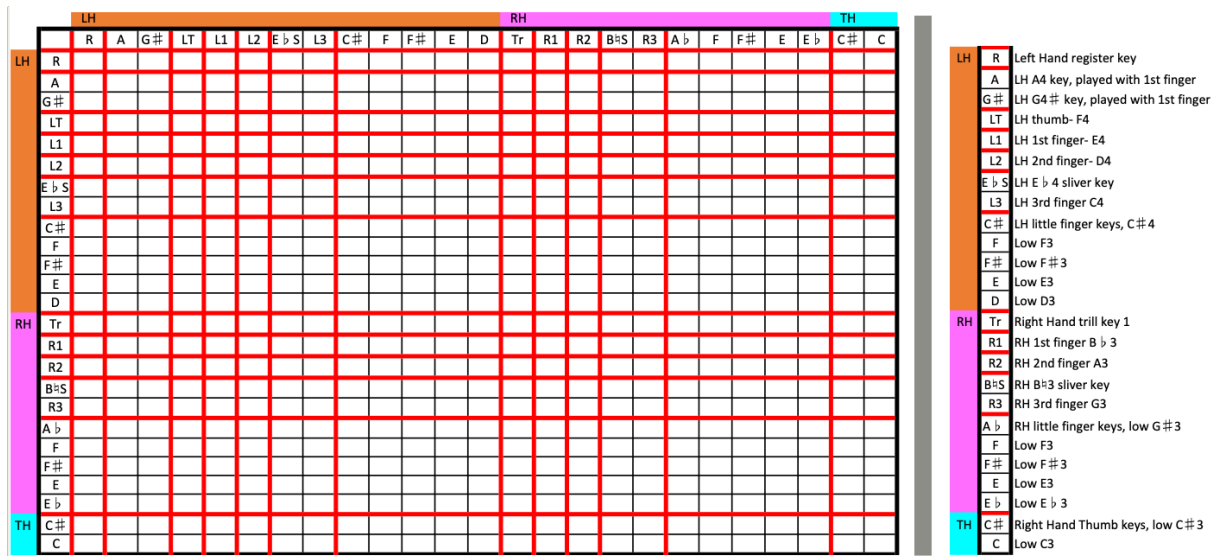 LH RH TH
R A G♯ LT L1 L2 E♭S L3 C♯ F F♯ E D Tr R1 R2 B♮S R3 A♭ F F♯ E E♭ C♯ C
LH R
A
G♯
LT
L1
L2
E♭S
L3
C♯
F
F♯
E
D
RH Tr
R1
R2
B♮S
R3
A♭
F
F♯
E
E♭
TH C♯
C
LH R Left Hand register key
A LH A4 key, played with 1st finger
G♯ LH G4♯ key, played with 1st finger
LT LH thumb- F4
L1 LH 1st finger- E4
L2 LH 2nd finger- D4
E♭S LH E♭4 sliver key
L3 LH 3rd finger C4
C♯ LH little finger keys, C♯4
F Low F3
F♯ Low F♯3
E Low E3
D Low D3
RH Tr Right Hand trill key 1
R1 RH 1st finger B♭3
R2 RH 2nd finger A3
B♮S RH B♮3 sliver key
R3 RH 3rd finger G3
A♭ RH little finger keys, low G♯3
F Low F3
F♯ Low F♯3
E Low E3
E♭ Low E♭3
TH C♯ Right Hand Thumb keys, low C♯3
C Low C3